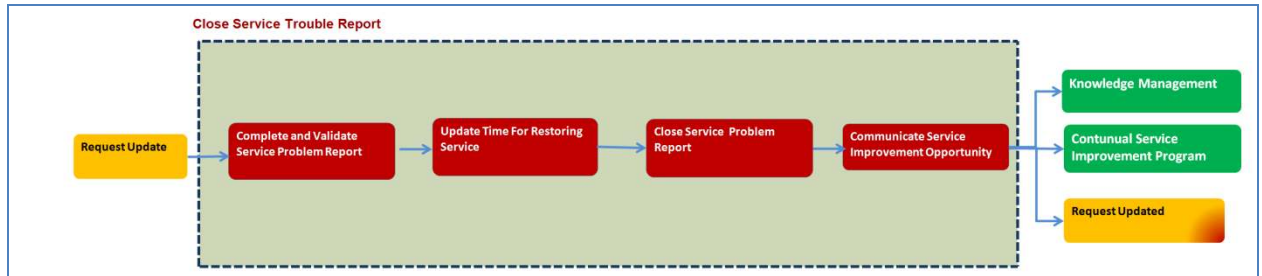 Close Service Trouble Report
Request Update
Complete and Validate
Service Problem Report
Update Time For Restoring
Service
Close Service Problem
Report
Communicate Service
Improvement Opportunity
Knowledge Management
Contunual Service
Improvement Program
Request Updated